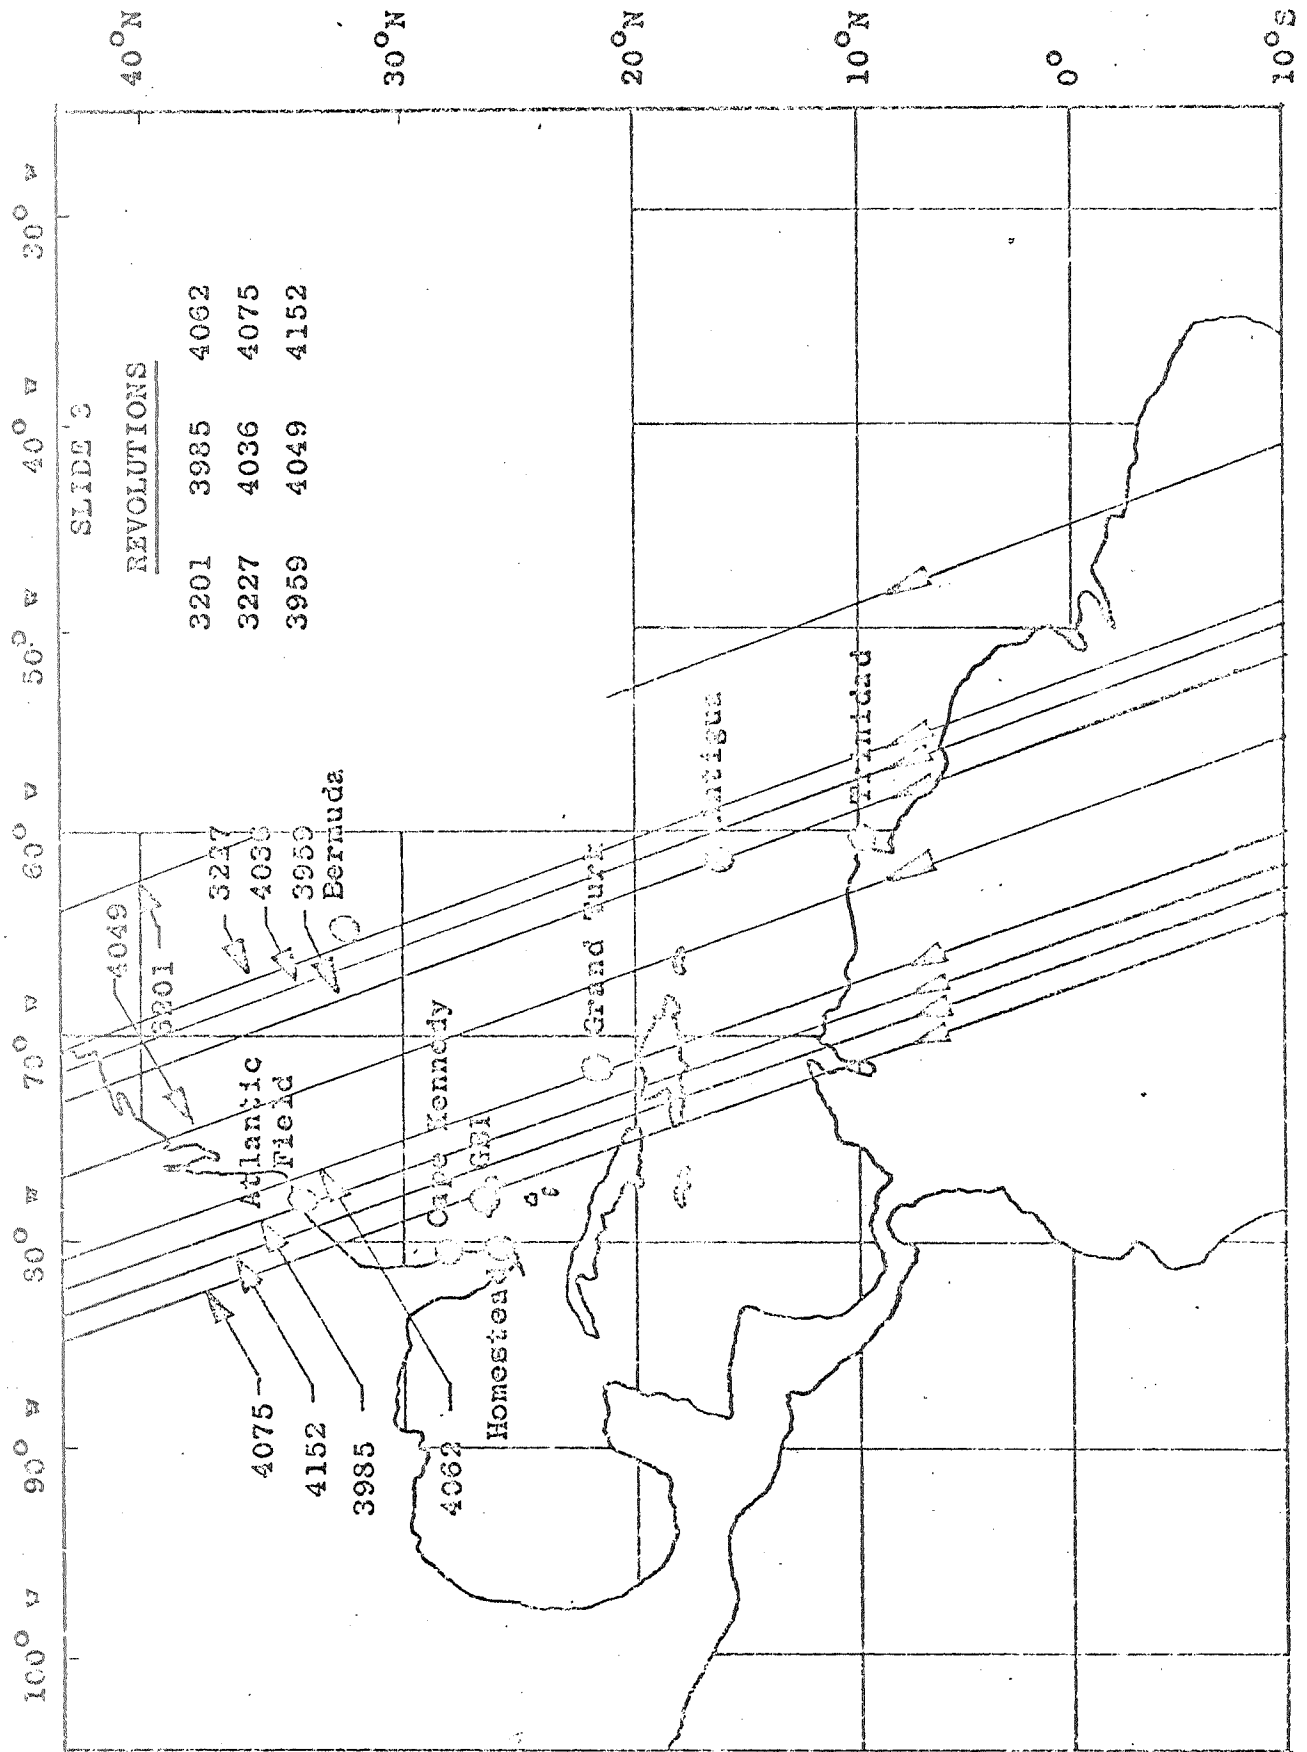 SLIDE'S
REVOLUTIONS
3201 3985 4062
3227 4036 4075
3959 4049 4152
40°N
30°N
20°N
10°N
0°
10°S
100° W
90° W
80° W
70° W
60° W
50° W
40° W
30° W
4049
3201
3227
4036
3959
Bermuda
Atlantic
Field
Cape Kennedy
GBI
Homestead
Grand Turk
Antigua
Trinidad
4075
4152
3985
4062